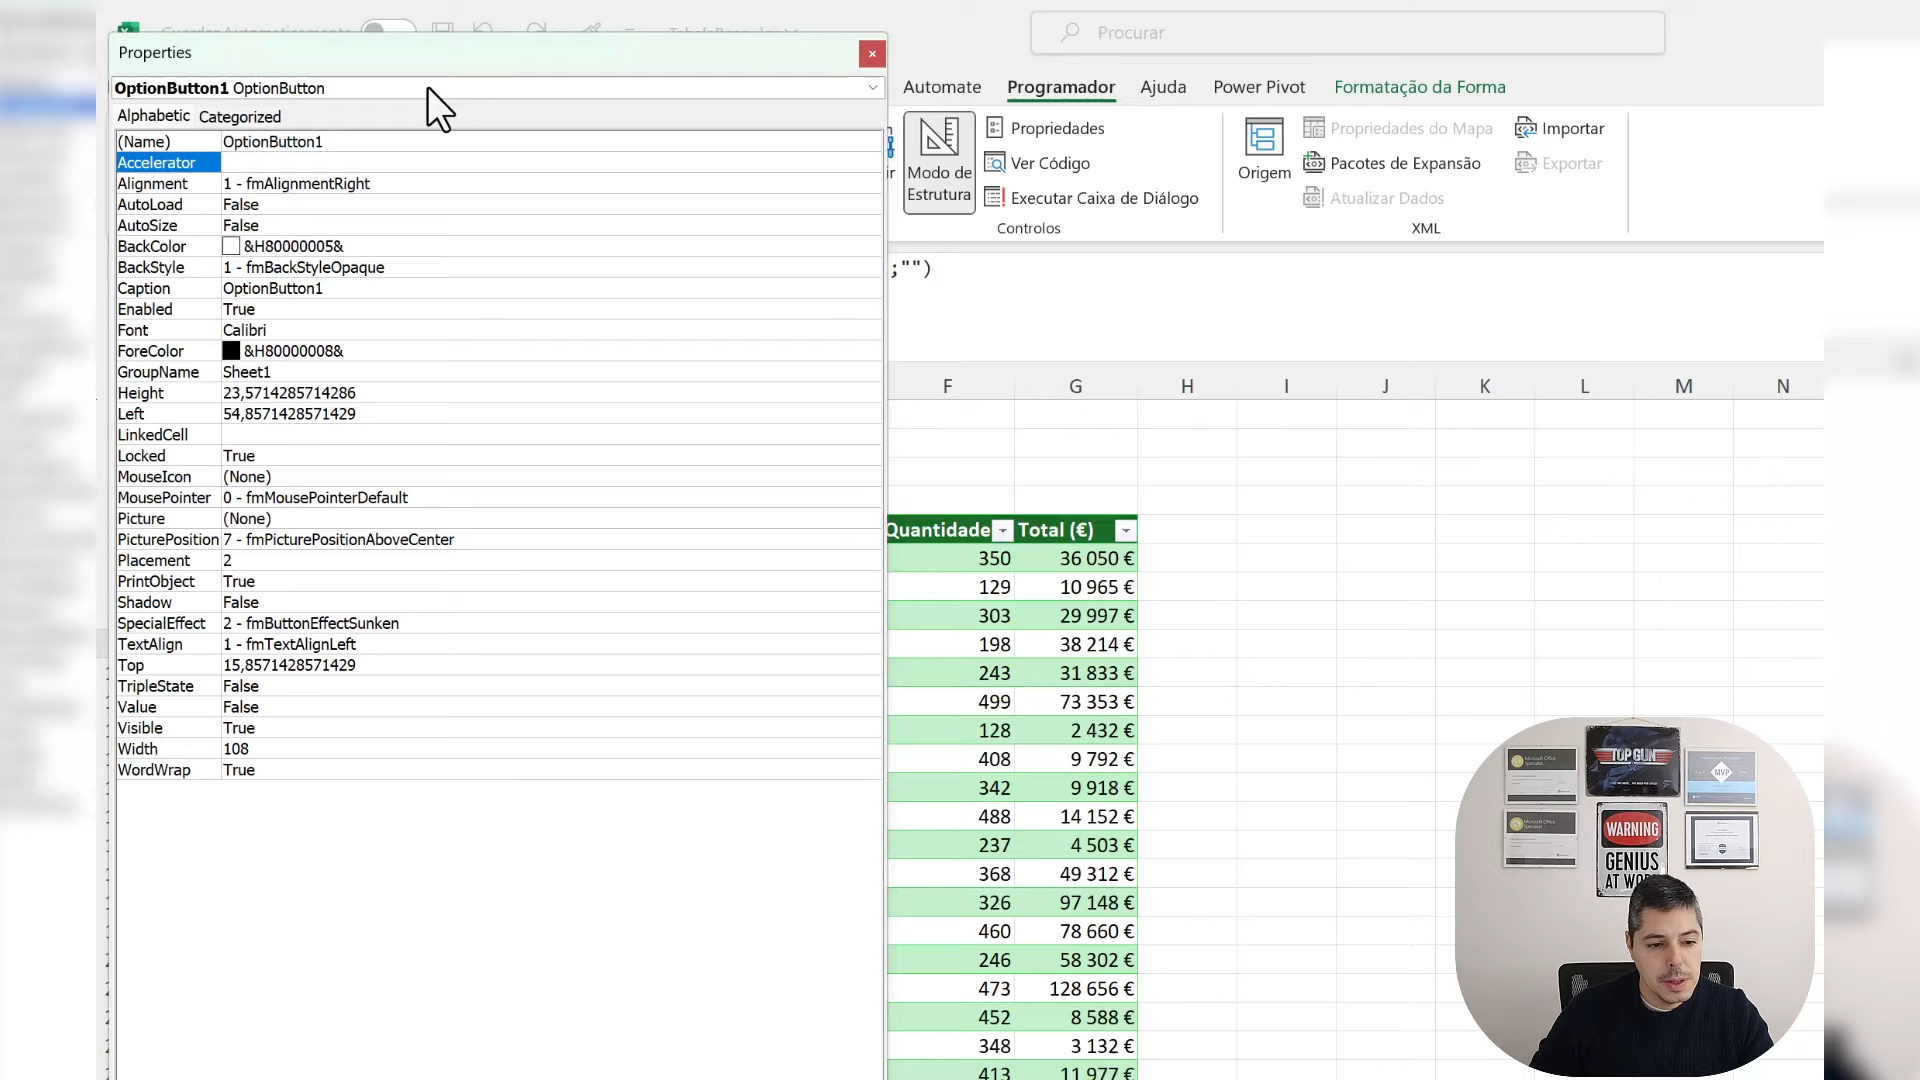 Procurar
Properties
OptionButton1 OptionButton
Alphabetic Categorized
(Name) OptionButton1
Accelerator
Alignment 1 - fmAlignmentRight
AutoLoad False
AutoSize False
BackColor &H80000005&
BackStyle 1 - fmBackStyleOpaque
Caption OptionButton1
Enabled True
Font Calibri
ForeColor &H80000008&
GroupName Sheet1
Height 23,5714285714286
Left 54,8571428571429
LinkedCell
Locked True
MouseIcon (None)
MousePointer 0 - fmMousePointerDefault
Picture (None)
PicturePosition 7 - fmPicturePositionAboveCenter
Placement 2
PrintObject True
Shadow False
SpecialEffect 2 - fmButtonEffectSunken
TextAlign 1 - fmTextAlignLeft
Top 15,8571428571429
TripleState False
Value False
Visible True
Width 108
WordWrap True
Automate Programador Ajuda Power Pivot Formatação da Forma
Modo de
Estrutura
Propriedades
Ver Código
Executar Caixa de Diálogo
Controlos
Origem
Propriedades do Mapa
Pacotes de Expansão
Atualizar Dados
Importar
Exportar
XML
;"")
F G H I J K L M N
Quantidade Total (€)
350 36 050 €
129 10 965 €
303 29 997 €
198 38 214 €
243 31 833 €
499 73 353 €
128 2 432 €
408 9 792 €
342 9 918 €
488 14 152 €
237 4 503 €
368 49 312 €
326 97 148 €
460 78 660 €
246 58 302 €
473 128 656 €
452 8 588 €
348 3 132 €
413 11 977 €
TOP GUN
MVP
WARNING
GENIUS
AT WORK